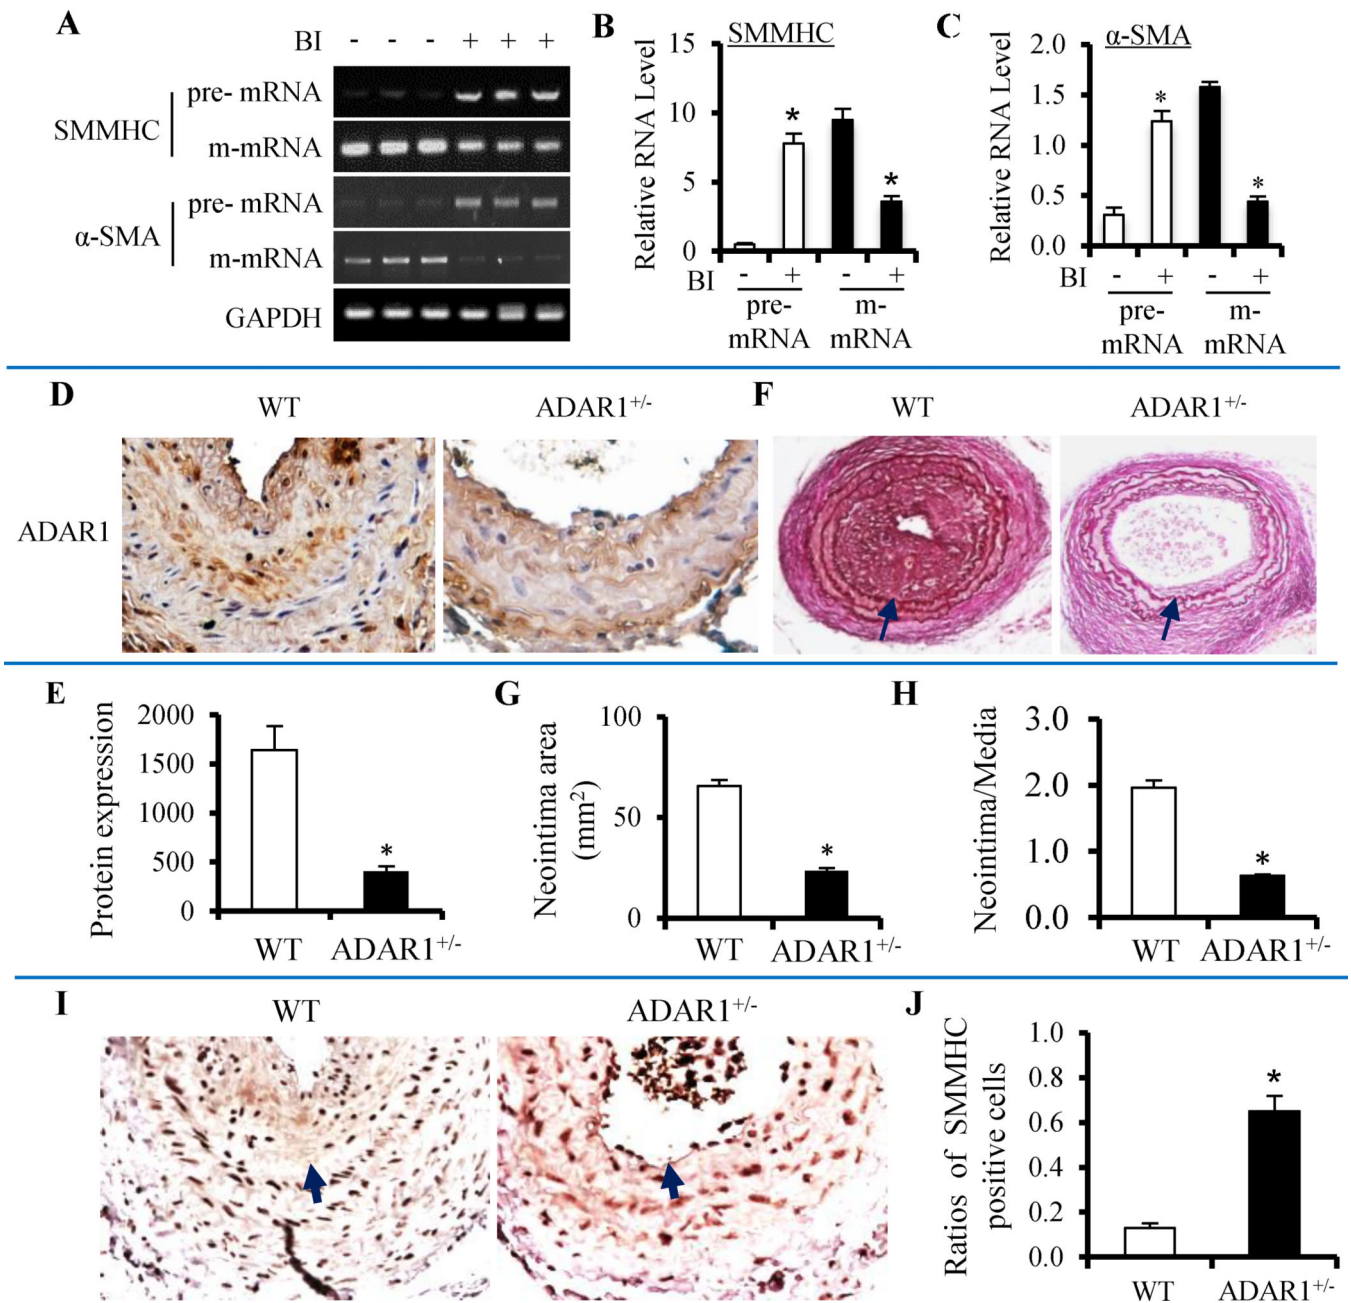 A
BI - - - + + +
SMMHC
pre- mRNA
m-mRNA
α-SMA
pre- mRNA
m-mRNA
GAPDH
B
SMMHC
Relative RNA Level
15
10
5
0
*
*
BI - + - +
pre-
mRNA
m-
mRNA
C
α-SMA
Relative RNA Level
2.0
1.5
1.0
0.5
0.0
*
*
BI - + - +
pre-
mRNA
m-
mRNA
D
WT
ADAR1+/-
ADAR1
F
WT
ADAR1+/-
E
Protein expression
2000
1500
1000
500
0
*
WT
ADAR1+/-
G
Neointima area
(mm²)
100
50
0
*
WT
ADAR1+/-
H
Neointima/Media
3.0
2.0
1.0
0.0
*
WT
ADAR1+/-
I
WT
ADAR1+/-
J
Ratios of SMMHC
positive cells
1.0
0.8
0.6
0.4
0.2
0.0
*
WT
ADAR1+/-